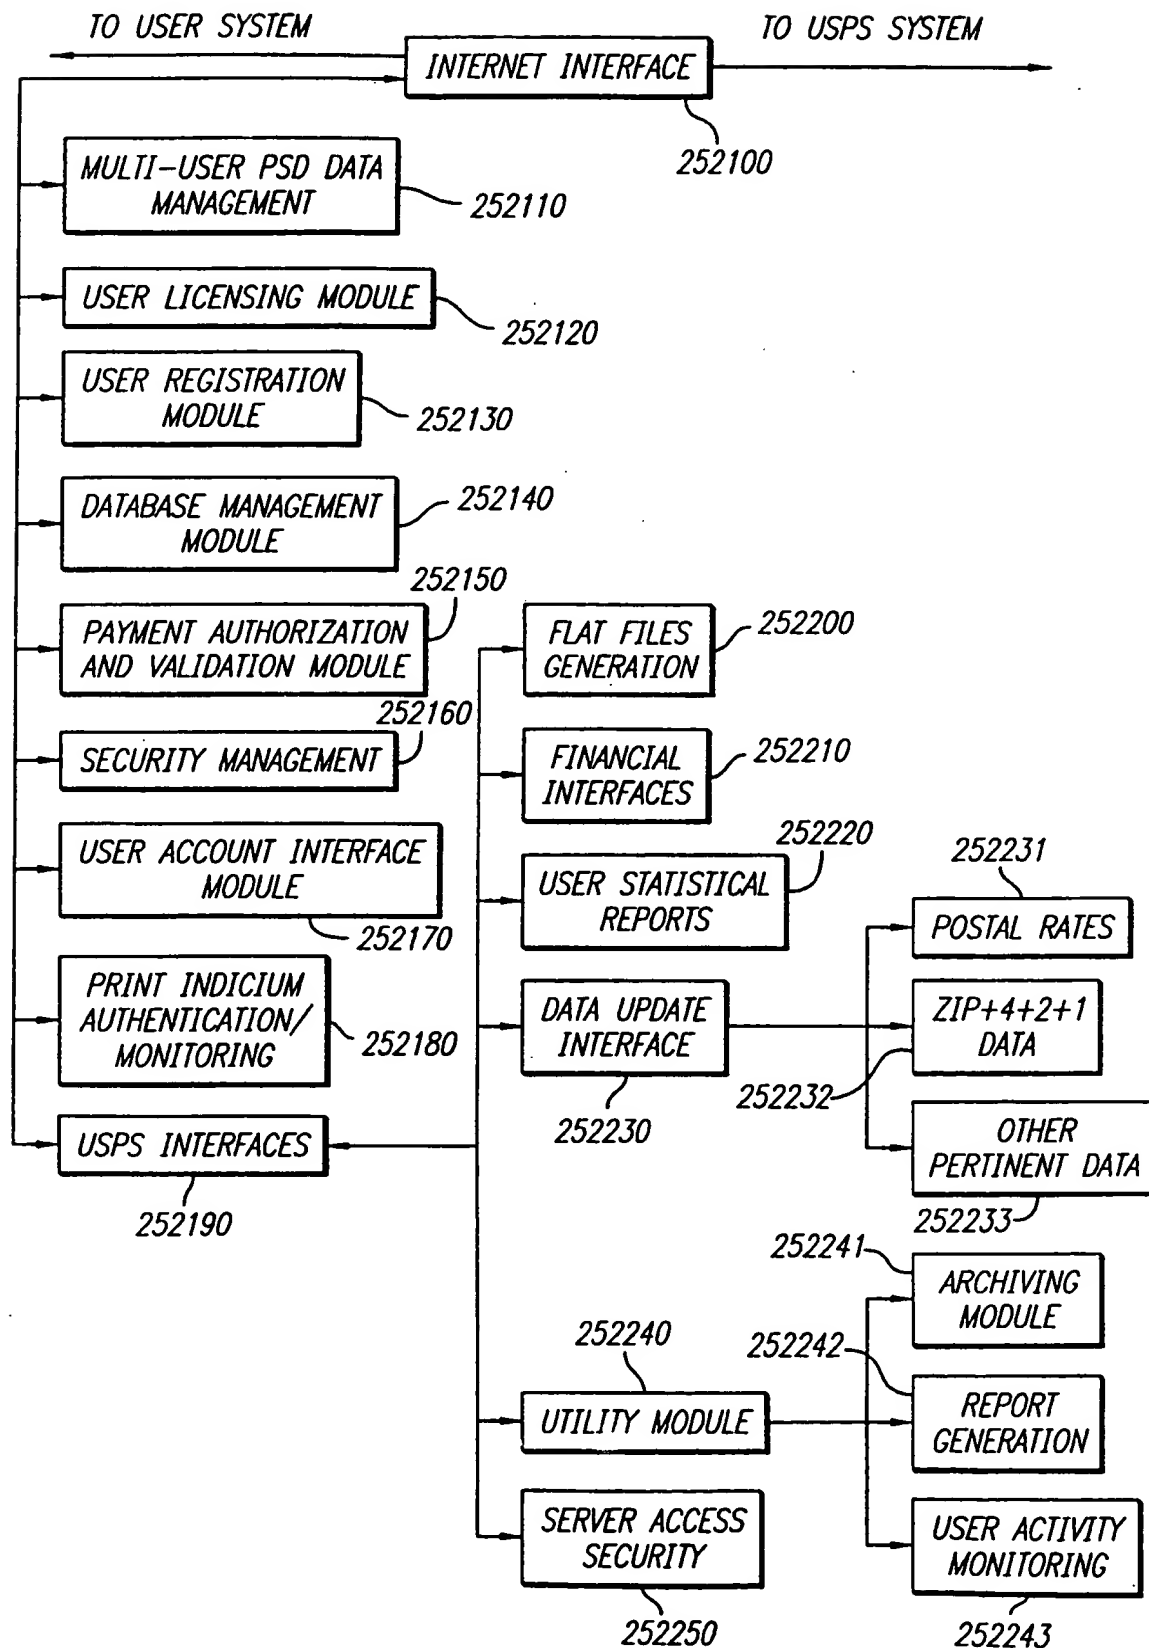 TO USER SYSTEM
TO USPS SYSTEM
INTERNET INTERFACE
252100
MULTI-USER PSD DATA
MANAGEMENT
252110
USER LICENSING MODULE
252120
USER REGISTRATION
MODULE
252130
DATABASE MANAGEMENT
MODULE
252140
252150
PAYMENT AUTHORIZATION
AND VALIDATION MODULE
252160
SECURITY MANAGEMENT
USER ACCOUNT INTERFACE
MODULE
252170
PRINT INDICIUM
AUTHENTICATION/
MONITORING
252180
USPS INTERFACES
252190
FLAT FILES
GENERATION
252200
FINANCIAL
INTERFACES
252210
252220
USER STATISTICAL
REPORTS
DATA UPDATE
INTERFACE
252230
252231
POSTAL RATES
ZIP+4+2+1
DATA
252232
OTHER
PERTINENT DATA
252233
252240
UTILITY MODULE
252241
ARCHIVING
MODULE
252242
REPORT
GENERATION
USER ACTIVITY
MONITORING
252243
SERVER ACCESS
SECURITY
252250